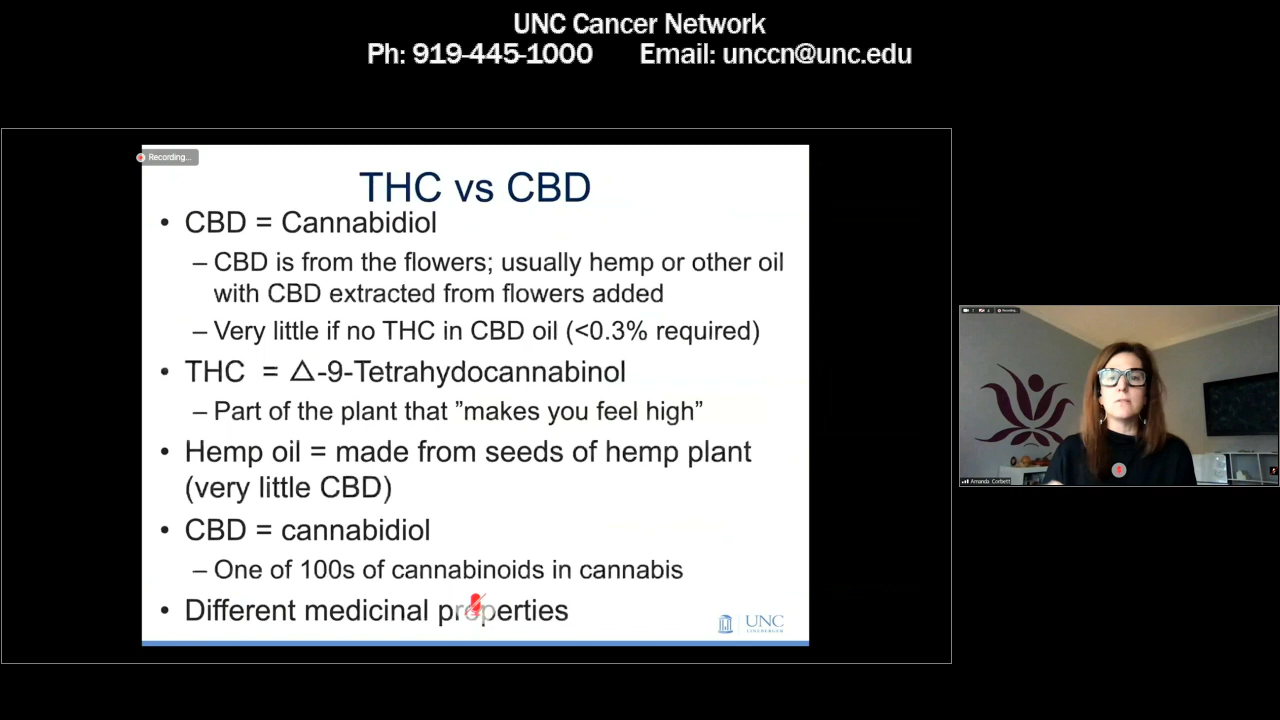 UNC Cancer Network
Ph: 919-445-1000 Email: unccn@unc.edu
Recording...
THC vs CBD
• CBD = Cannabidiol
– CBD is from the flowers; usually hemp or other oil
with CBD extracted from flowers added
– Very little if no THC in CBD oil (<0.3% required)
• THC = △-9-Tetrahydocannabinol
– Part of the plant that ”makes you feel high”
• Hemp oil = made from seeds of hemp plant
(very little CBD)
• CBD = cannabidiol
– One of 100s of cannabinoids in cannabis
• Different medicinal properties
UNC
LINEBERGER
Recording...
Amanda Corbett